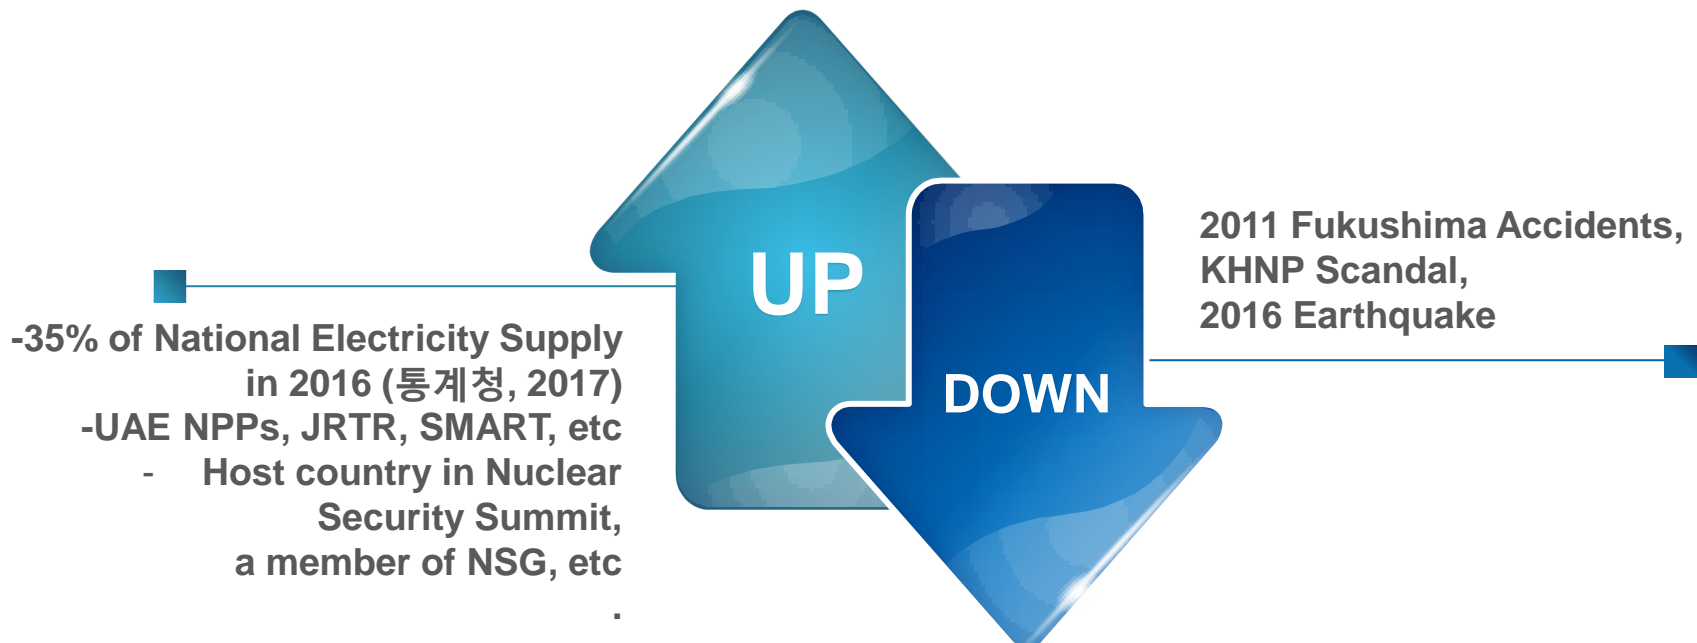 UP
-35% of National Electricity Supply
in 2016 (통계청, 2017)
-UAE NPPs, JRTR, SMART, etc
- Host country in Nuclear
Security Summit,
a member of NSG, etc
.
DOWN
2011 Fukushima Accidents,
KHNP Scandal,
2016 Earthquake